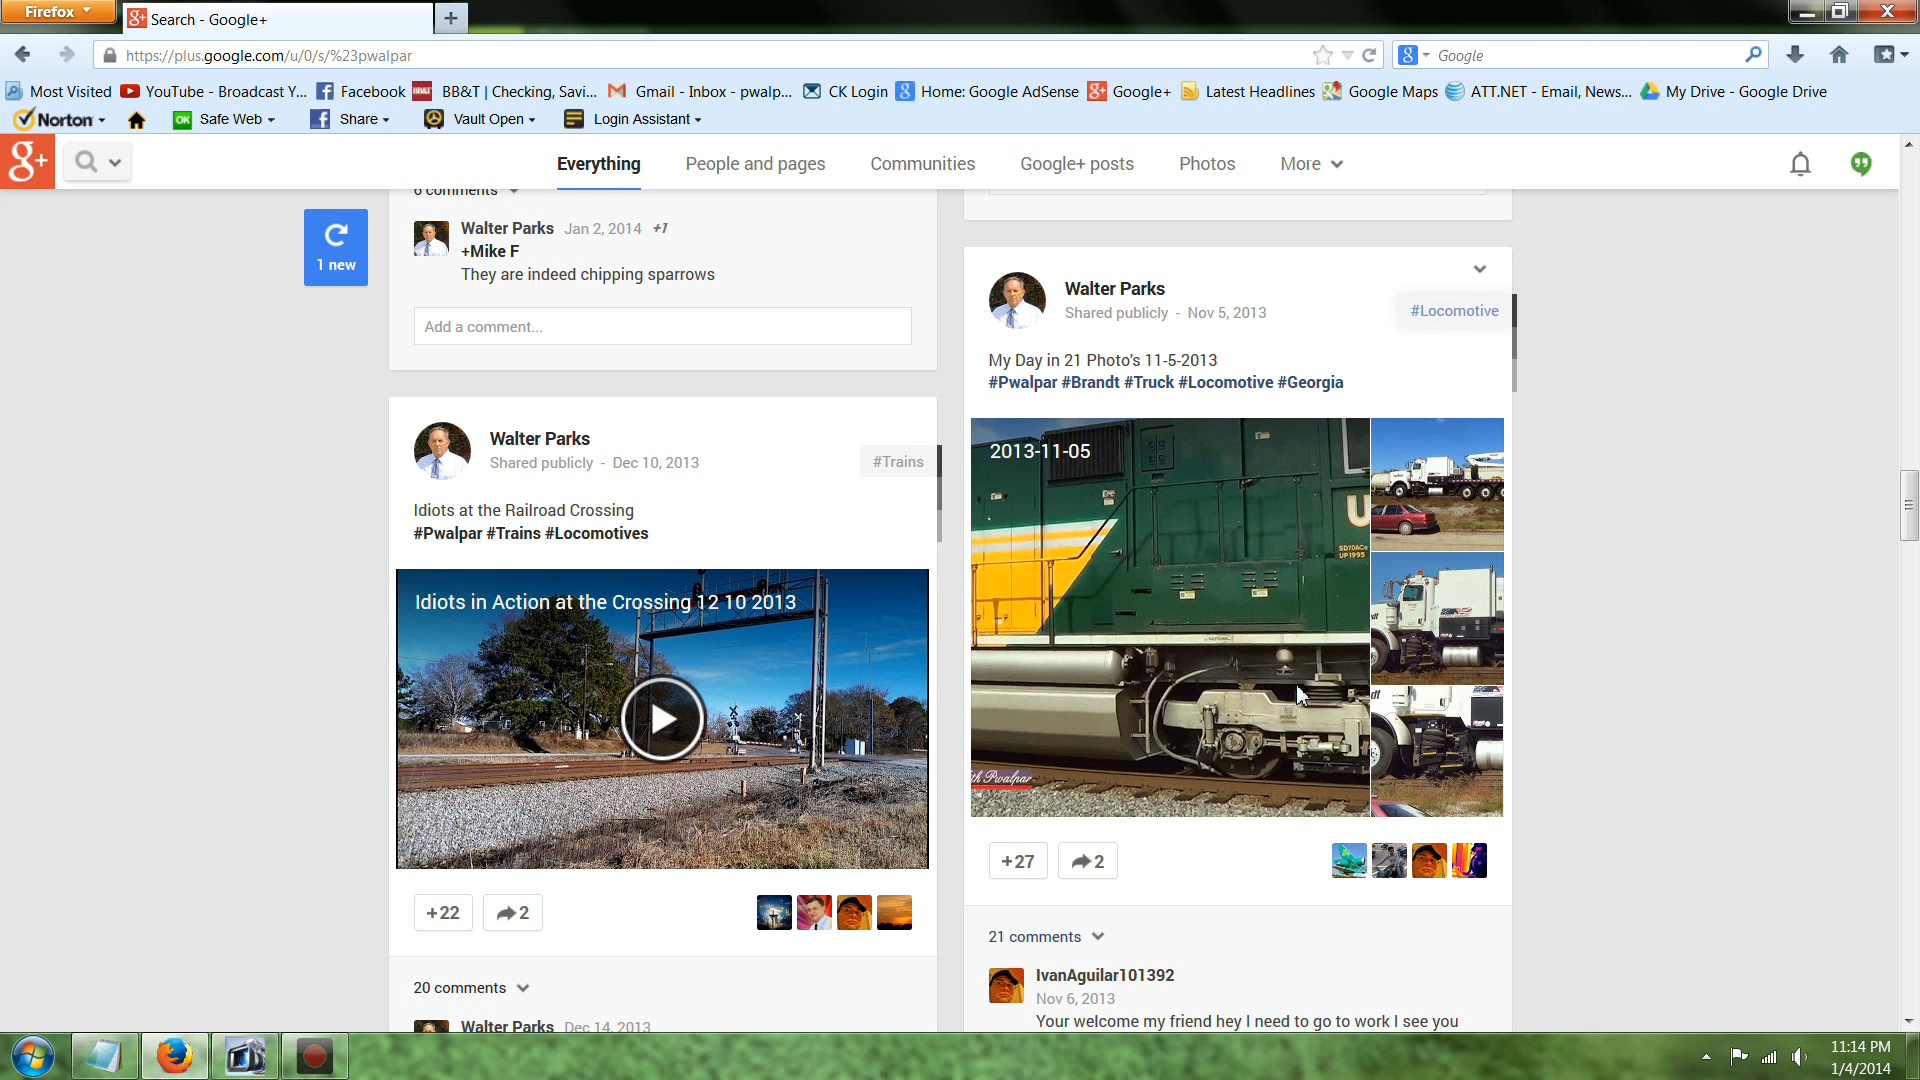 Firefox
Search - Google+
https://plus.google.com/u/0/s/%23pwalpar
Google
Most Visited
YouTube - Broadcast Y...
Facebook
BB&T | Checking, Savi...
Gmail - Inbox - pwalp...
CK Login
Home: Google AdSense
Google+
Latest Headlines
Google Maps
ATT.NET - Email, News...
My Drive - Google Drive
Norton
Safe Web
Share
Vault Open
Login Assistant
Everything
People and pages
Communities
Google+ posts
Photos
More
1 new
6 comments
Walter Parks Jan 2, 2014 +1
+Mike F
They are indeed chipping sparrows
Add a comment...
Walter Parks
Shared publicly - Dec 10, 2013
#Trains
Idiots at the Railroad Crossing
#Pwalpar #Trains #Locomotives
Idiots in Action at the Crossing 12 10 2013
+22
2
20 comments
Walter Parks Dec 14, 2013
Walter Parks
Shared publicly - Nov 5, 2013
#Locomotive
My Day in 21 Photo's 11-5-2013
#Pwalpar #Brandt #Truck #Locomotive #Georgia
2013-11-05
U
SD70ACe
UP1995
th Pwalpar
+27
2
21 comments
IvanAguilar101392
Nov 6, 2013
Your welcome my friend hey I need to go to work I see you
11:14 PM
1/4/2014